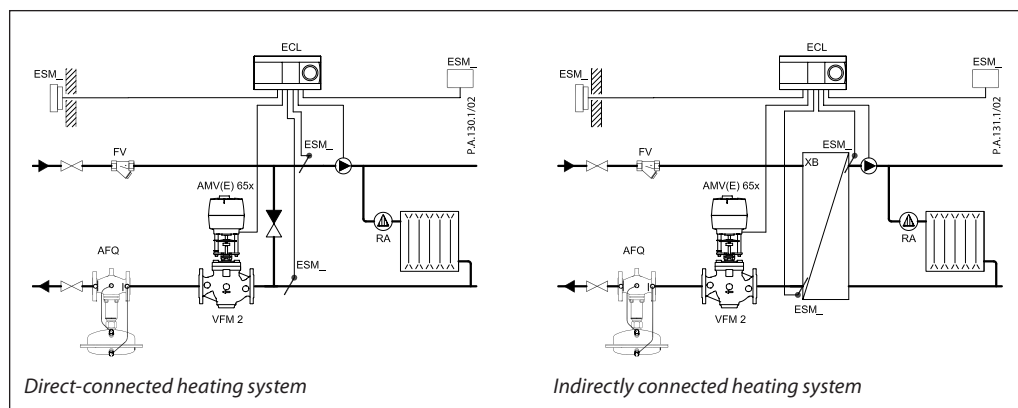 ECL
ESM_
ESM_
P.A.130.1/02
FV
ESM_
AMV(E) 65x
RA
AFQ
ESM_
VFM 2
Direct-connected heating system
ECL
ESM_
ESM_
P.A.131.1/02
FV
ESM_
XB
AMV(E) 65x
RA
AFQ
ESM_
VFM 2
Indirectly connected heating system